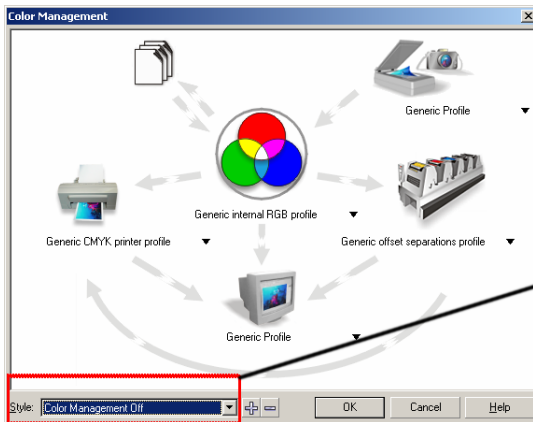 Color Management
Generic Profile
Generic internal RGB profile
Generic CMYK printer profile
Generic offset separations profile
Generic Profile
Style: Color Management Off
OK Cancel Help